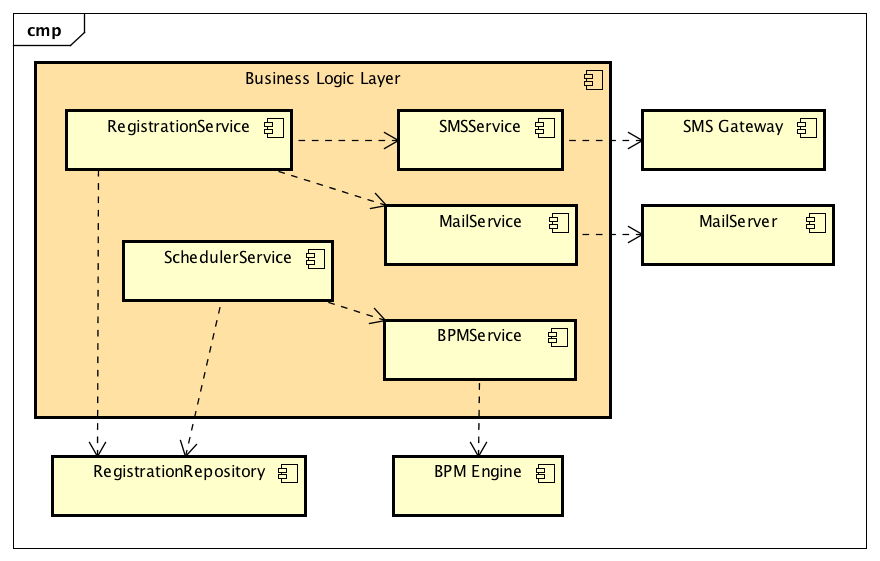 cmp
Business Logic Layer
RegistrationService
SMSService
SMS Gateway
MailService
MailServer
SchedulerService
BPMService
RegistrationRepository
BPM Engine